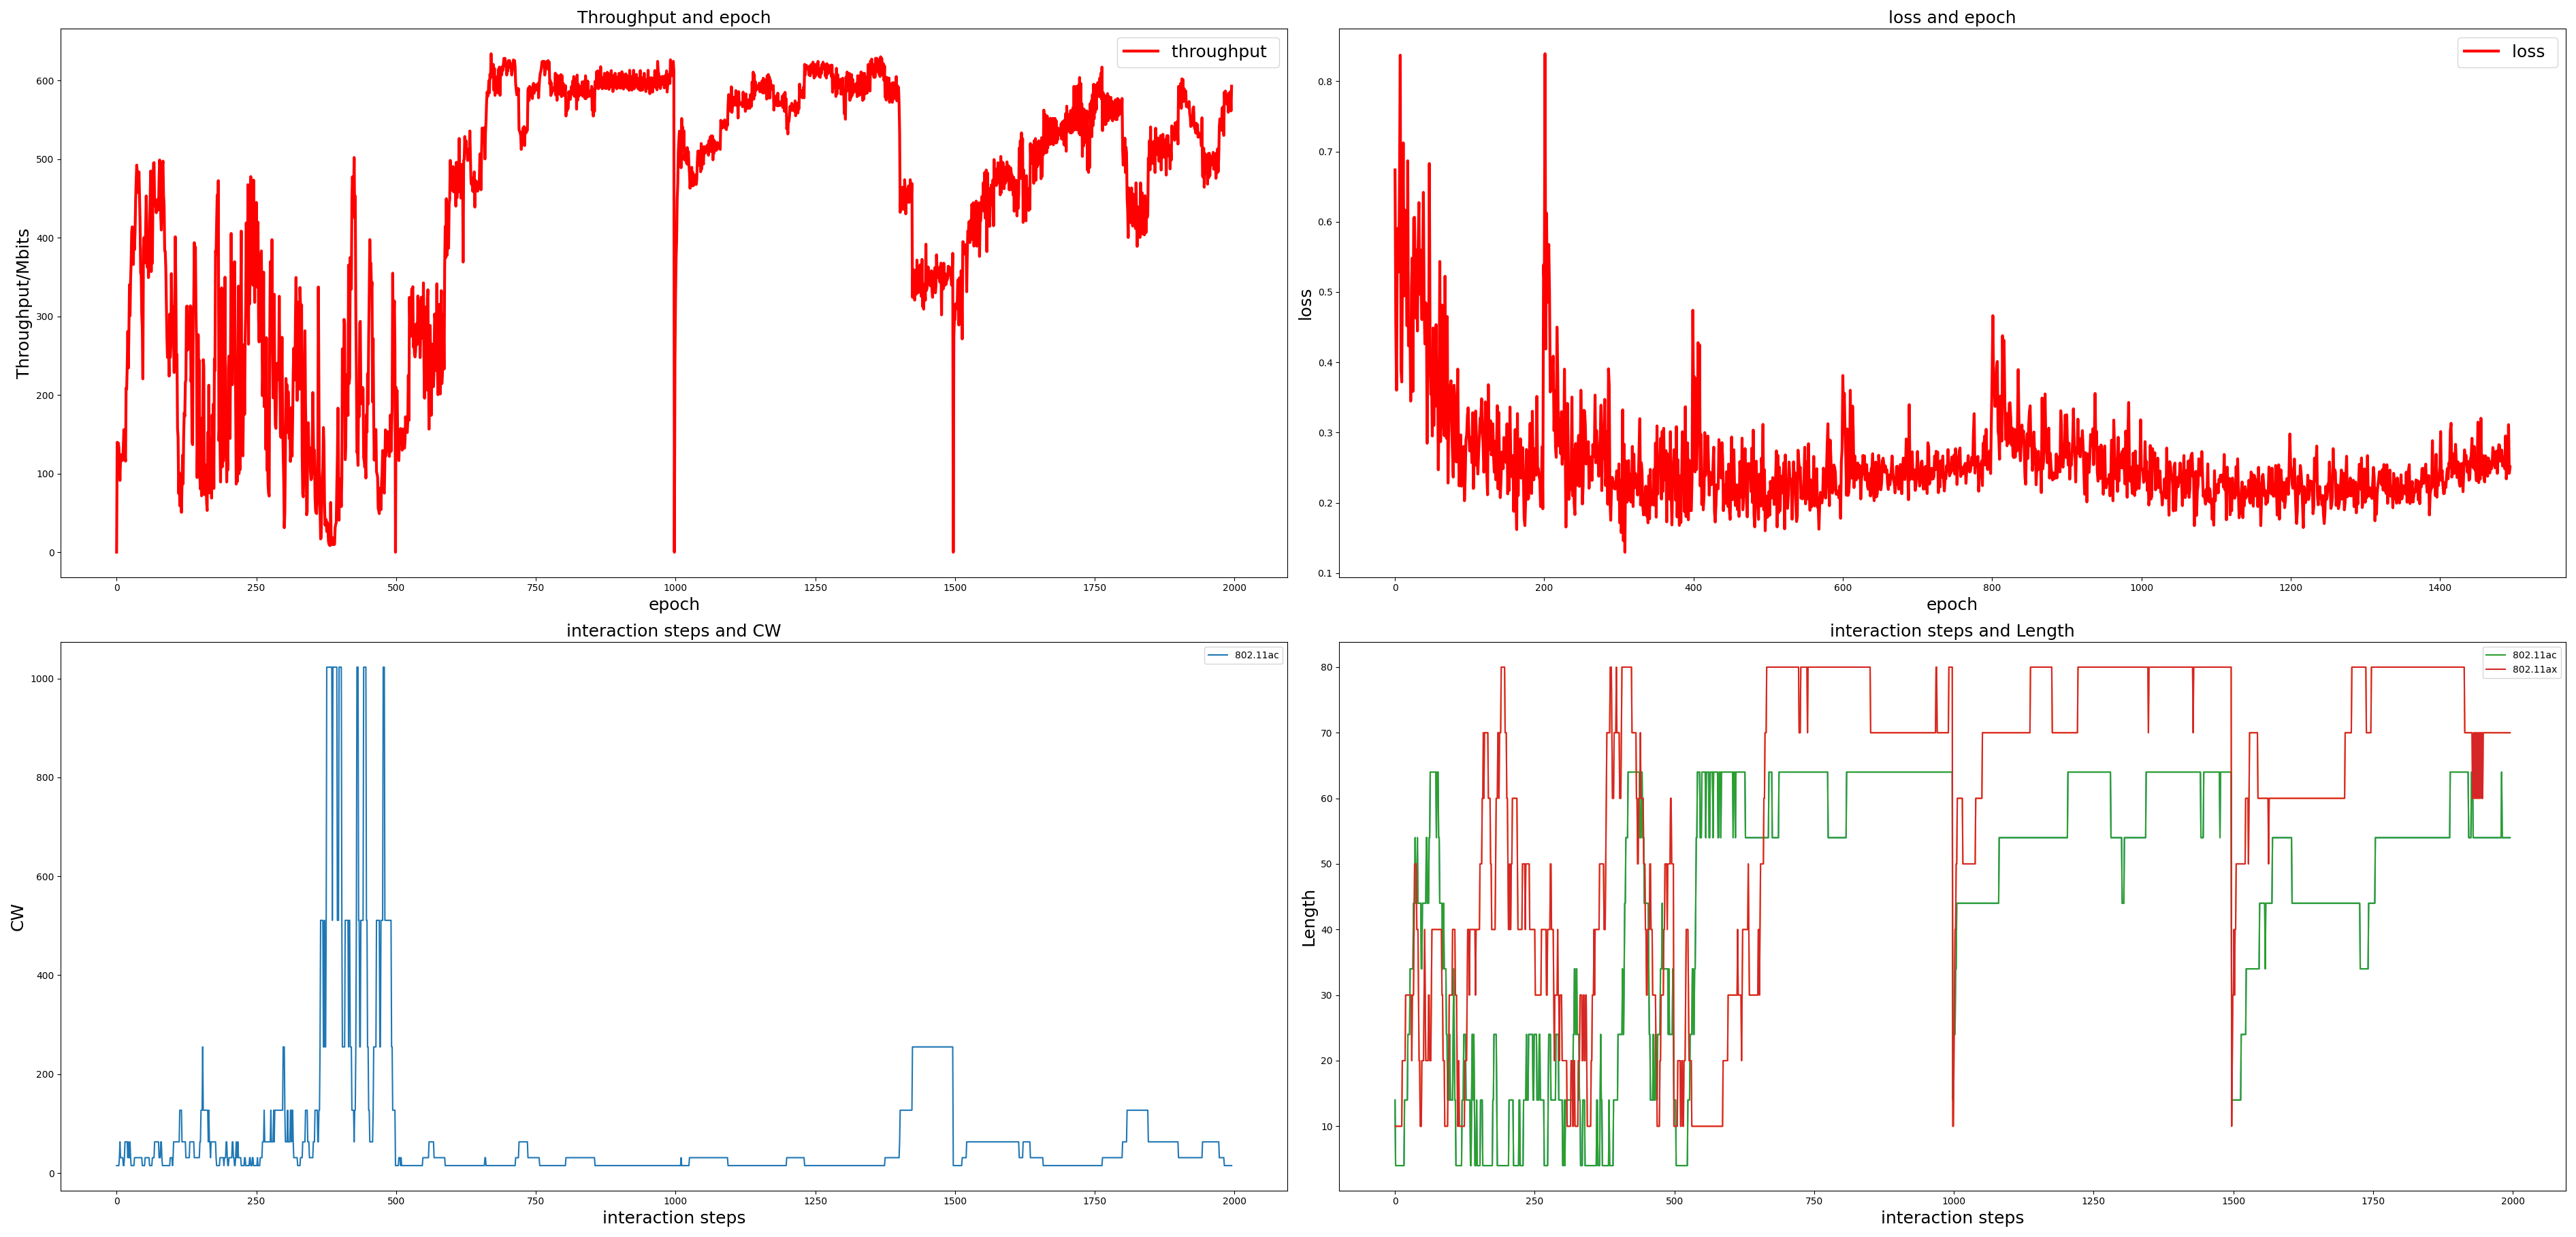 Throughput and epoch
throughput
Throughput/Mbits
600
500
400
300
200
100
0
0 250 500 750 1000 1250 1500 1750 2000
epoch
loss and epoch
loss
loss
0.8
0.7
0.6
0.5
0.4
0.3
0.2
0.1
0 200 400 600 800 1000 1200 1400
epoch
interaction steps and CW
802.11ac
CW
1000
800
600
400
200
0
0 250 500 750 1000 1250 1500 1750 2000
interaction steps
interaction steps and Length
802.11ac
802.11ax
Length
80
70
60
50
40
30
20
10
0 250 500 750 1000 1250 1500 1750 2000
interaction steps